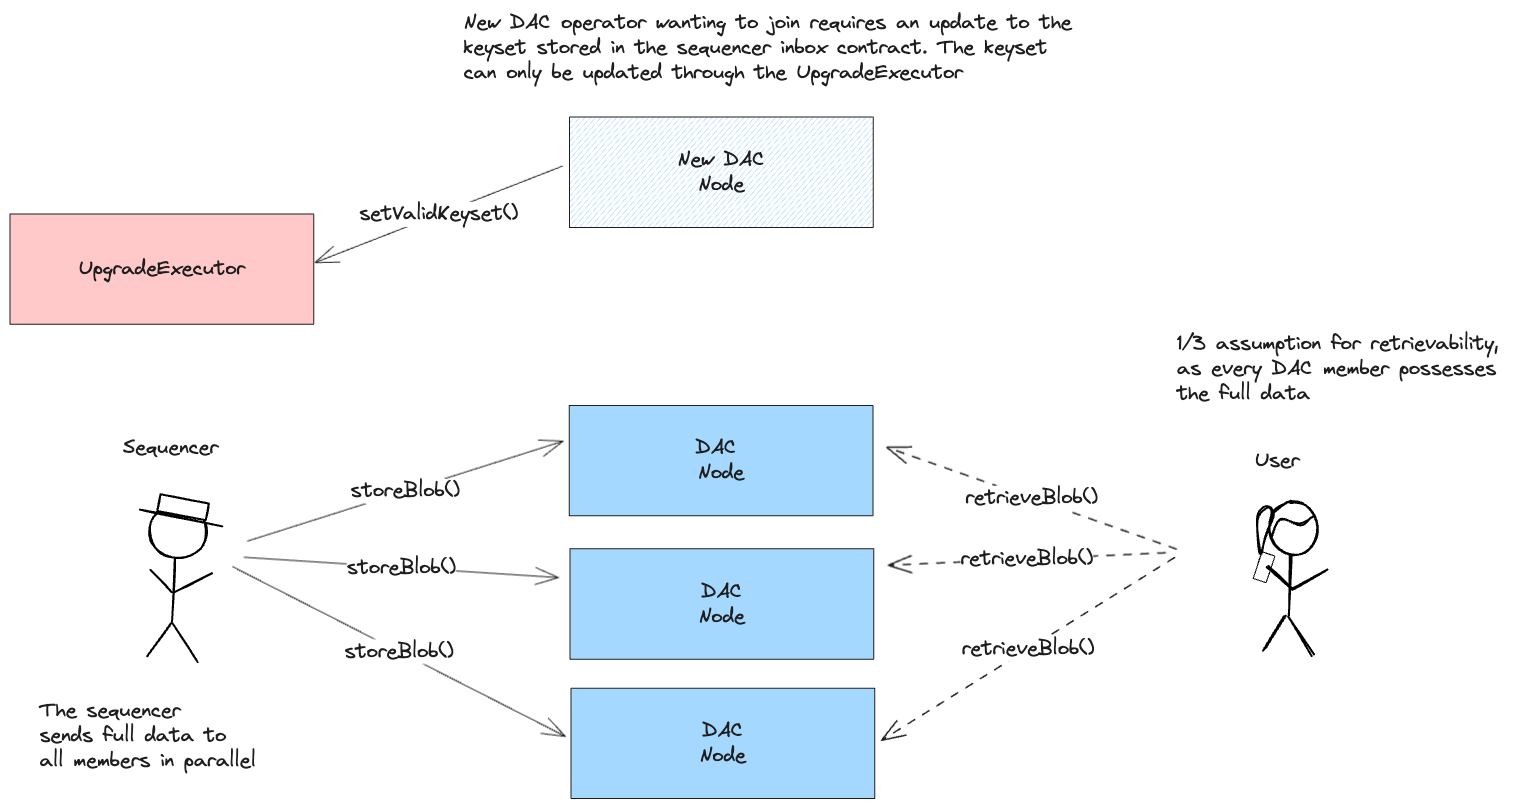 New DAC operator wanting to join requires an update to the
keyset stored in the sequencer inbox contract. The keyset
can only be updated through the UpgradeExecutor
New DAC
Node
setValidKeyset()
UpgradeExecutor
1/3 assumption for retrievability,
as every DAC member possesses
the full data
Sequencer
DAC
Node
User
storeBlob()
retrieveBlob()
storeBlob()
DAC
Node
retrieveBlob()
storeBlob()
retrieveBlob()
The sequencer
sends full data to
all members in parallel
DAC
Node